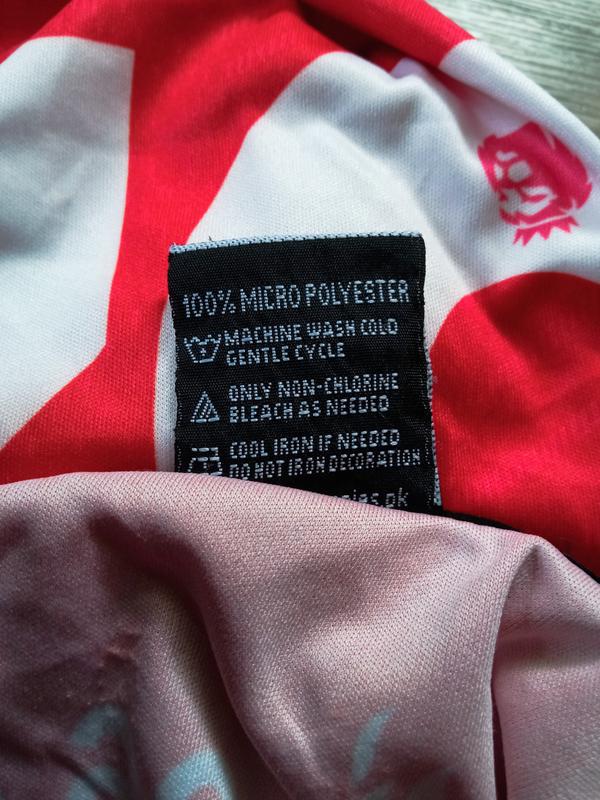 100% MICRO POLYESTER
MACHINE WASH COLD
GENTLE CYCLE
ONLY NON-CHLORINE
BLEACH AS NEEDED
COOL IRON IF NEEDED
DO NOT IRON DECORATION